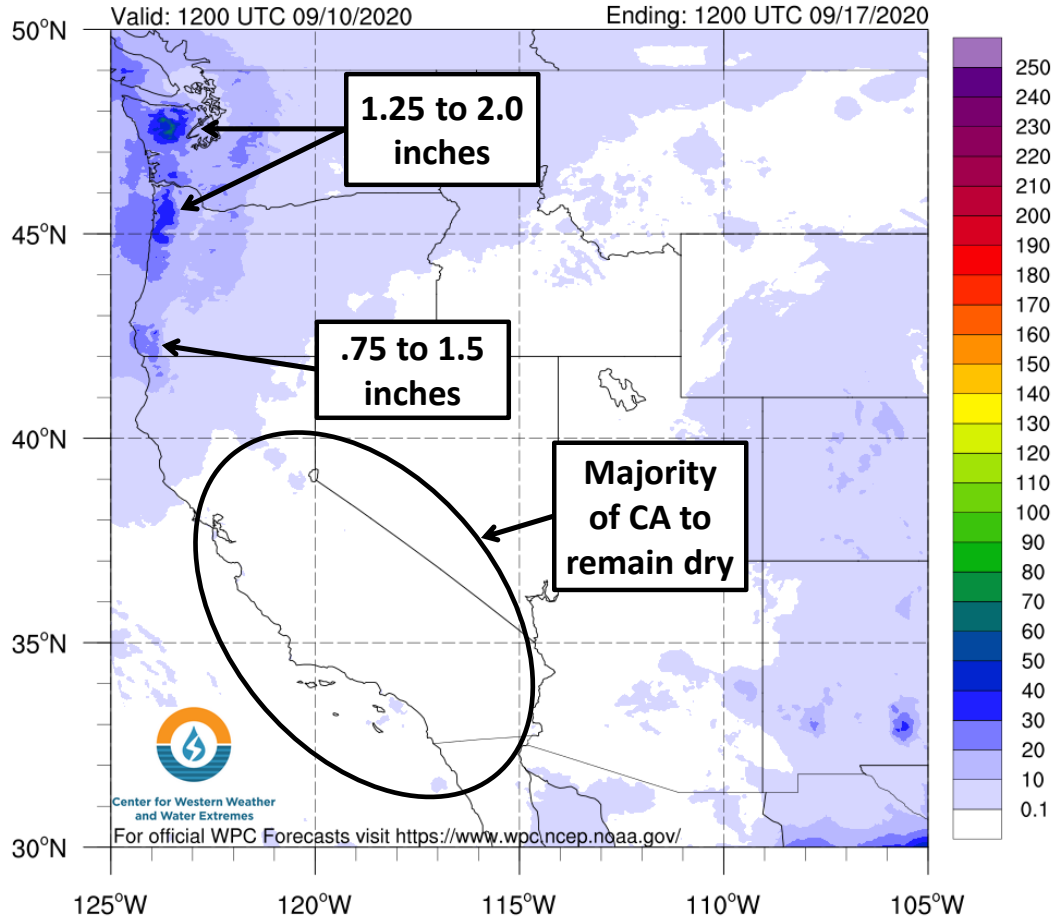 Valid: 1200 UTC 09/10/2020
Ending: 1200 UTC 09/17/2020
50°N
45°N
40°N
35°N
30°N
125°W
120°W
115°W
110°W
105°W
1.25 to 2.0
inches
.75 to 1.5
inches
Majority
of CA to
remain dry
250
240
230
220
210
200
190
180
170
160
150
140
130
120
110
100
90
80
70
60
50
40
30
20
10
0.1
Center for Western Weather
and Water Extremes
For official WPC Forecasts visit https://www.wpc.ncep.noaa.gov/